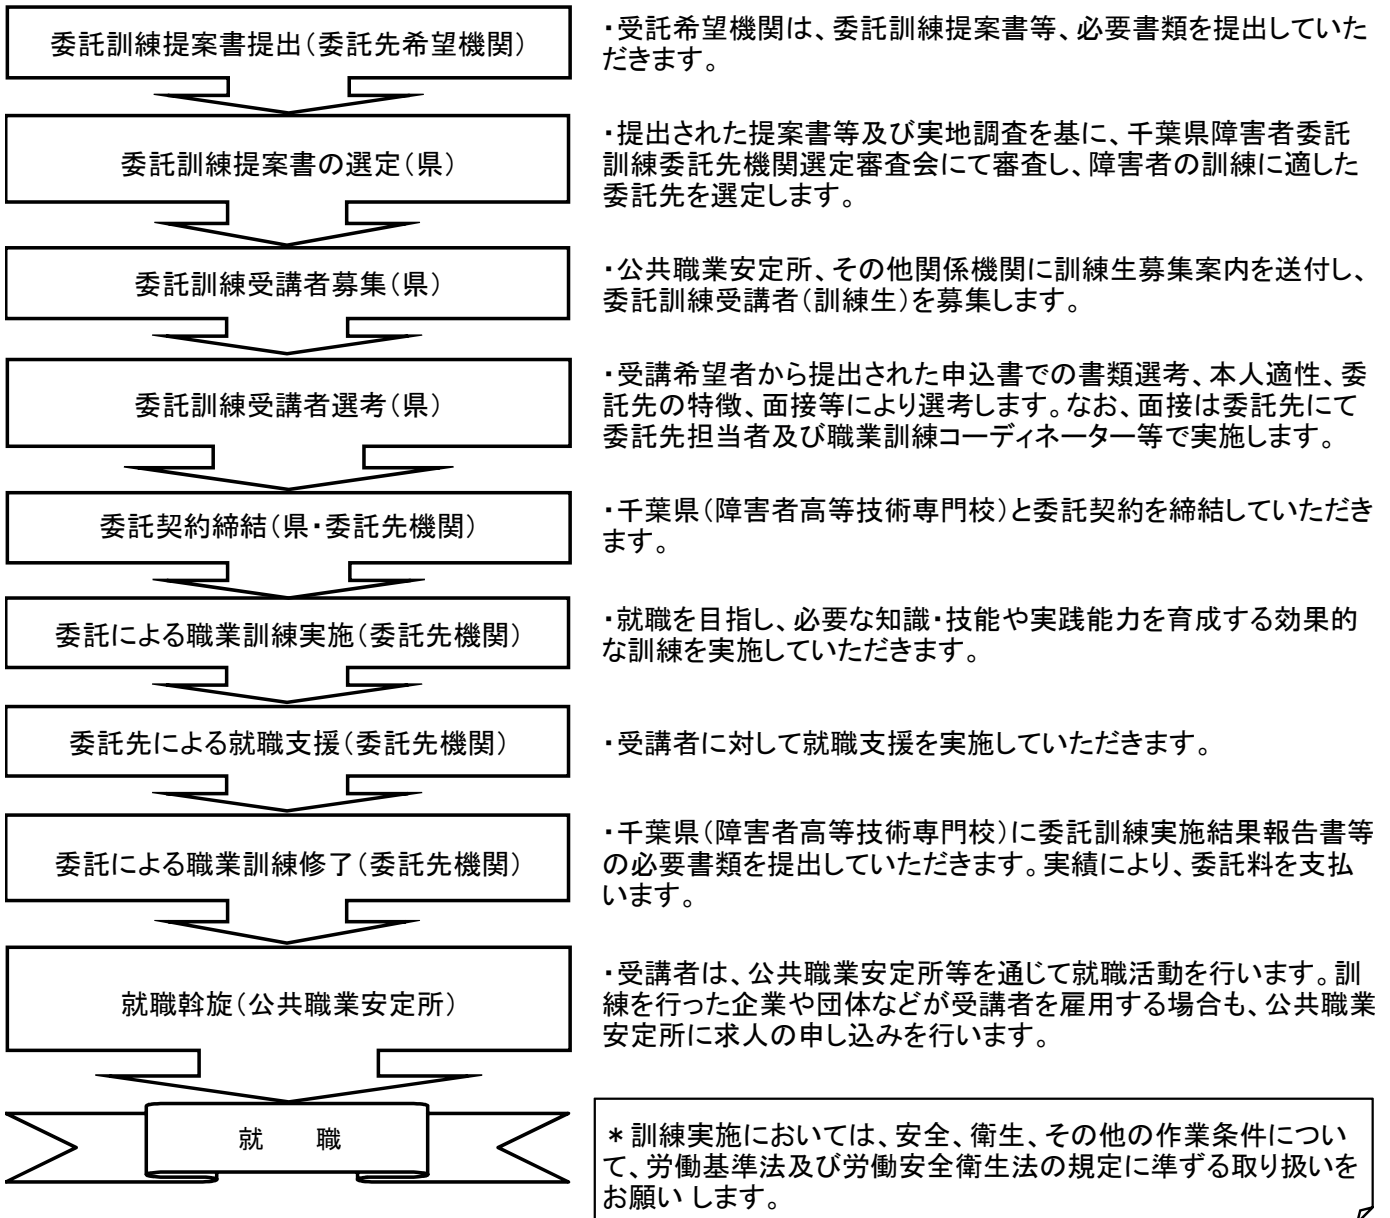 委託訓練提案書提出（委託先希望機関）
・受託希望機関は、委託訓練提案書等、必要書類を提出していた
だきます。
委託訓練提案書の選定（県）
・提出された提案書等及び実地調査を基に、千葉県障害者委託
訓練委託先機関選定審査会にて審査し、障害者の訓練に適した
委託先を選定します。
委託訓練受講者募集（県）
・公共職業安定所、その他関係機関に訓練生募集案内を送付し、
委託訓練受講者（訓練生）を募集します。
委託訓練受講者選考（県）
・受講希望者から提出された申込書での書類選考、本人適性、委
託先の特徴、面接等により選考します。なお、面接は委託先にて
委託先担当者及び職業訓練コーディネーター等で実施します。
委託契約締結（県・委託先機関）
・千葉県（障害者高等技術専門校）と委託契約を締結していただき
ます。
委託による職業訓練実施（委託先機関）
・就職を目指し、必要な知識・技能や実践能力を育成する効果的
な訓練を実施していただきます。
委託先による就職支援（委託先機関）
・受講者に対して就職支援を実施していただきます。
委託による職業訓練修了（委託先機関）
・千葉県（障害者高等技術専門校）に委託訓練実施結果報告書等
の必要書類を提出していただきます。実績により、委託料を支払
います。
就職斡旋（公共職業安定所）
・受講者は、公共職業安定所等を通じて就職活動を行います。訓
練を行った企業や団体などが受講者を雇用する場合も、公共職業
安定所に求人の申し込みを行います。
就　　職
＊訓練実施においては、安全、衛生、その他の作業条件につい
て、労働基準法及び労働安全衛生法の規定に準ずる取り扱いを
お願い します。